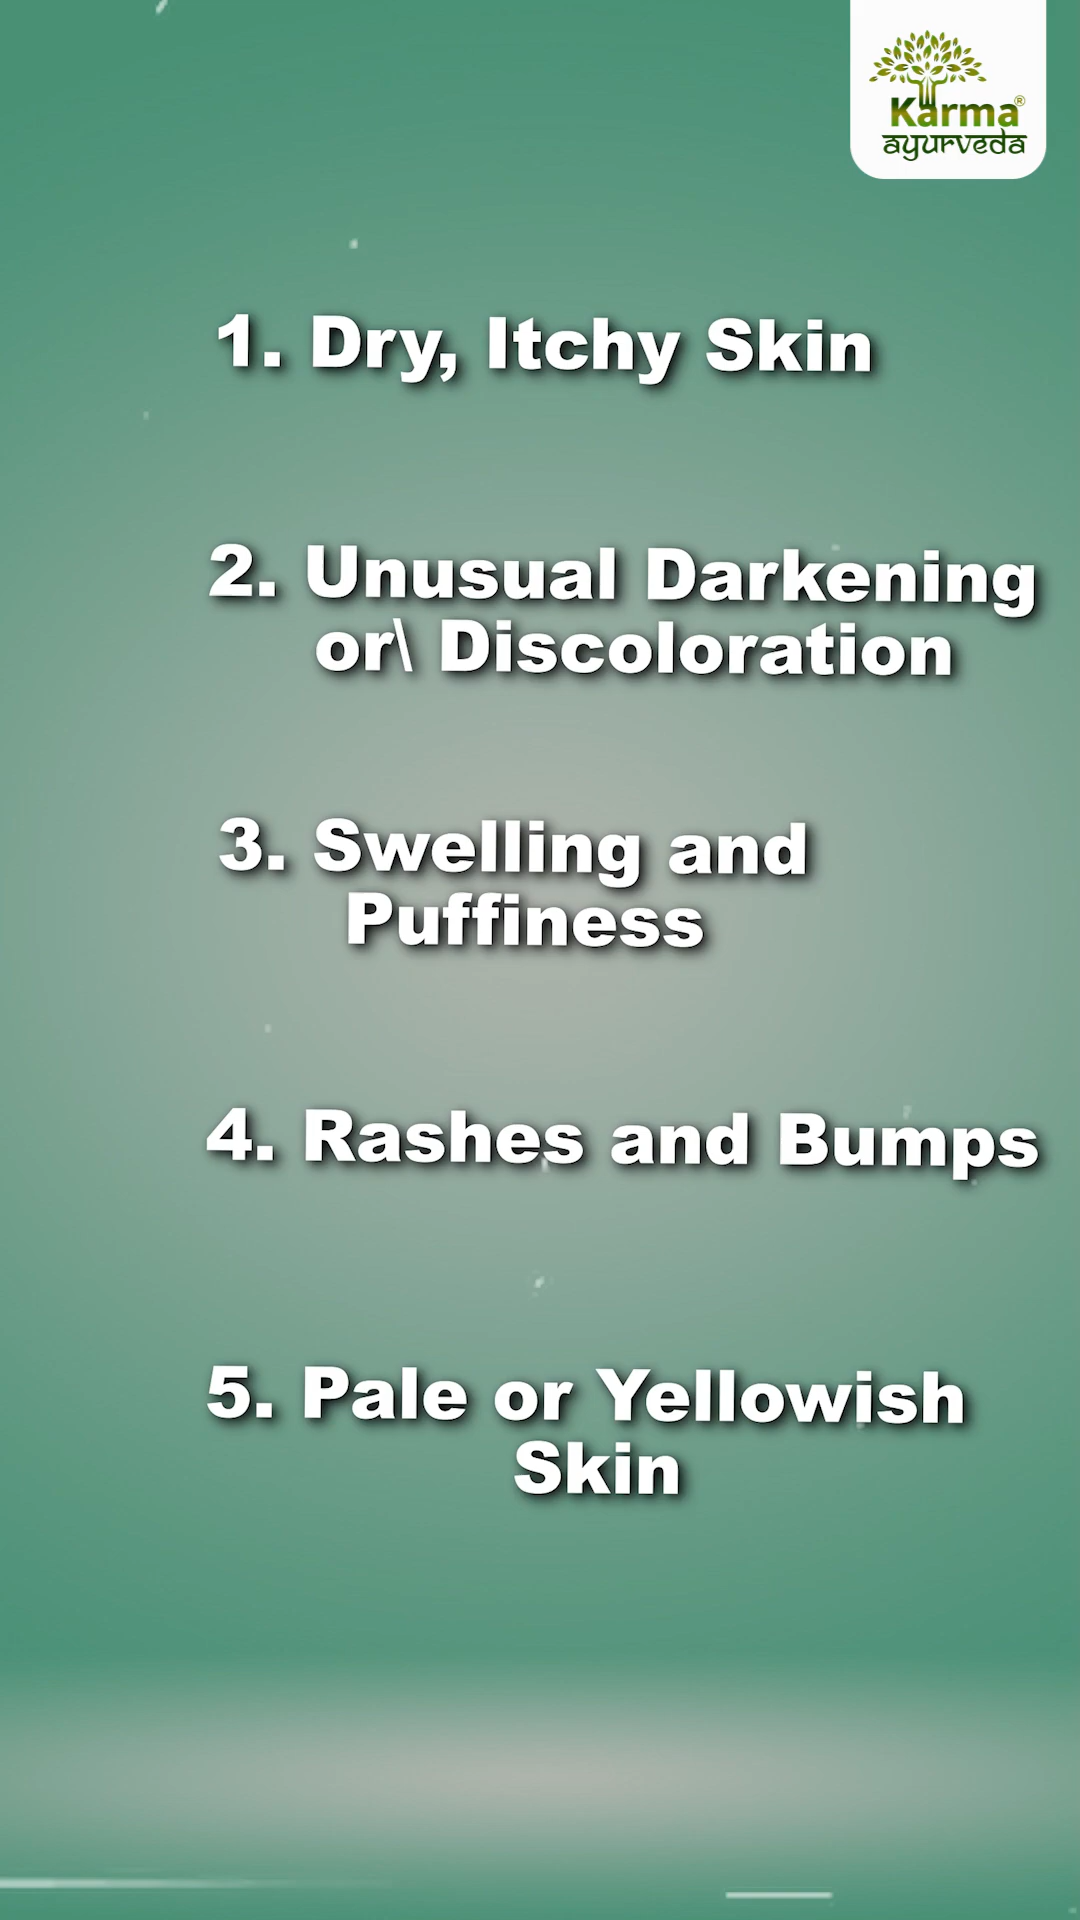 Karma®
ayurveda
1. Dry, Itchy Skin
2. Unusual Darkening
or\ Discoloration
3. Swelling and
Puffiness
4. Rashes and Bumps
5. Pale or Yellowish
Skin